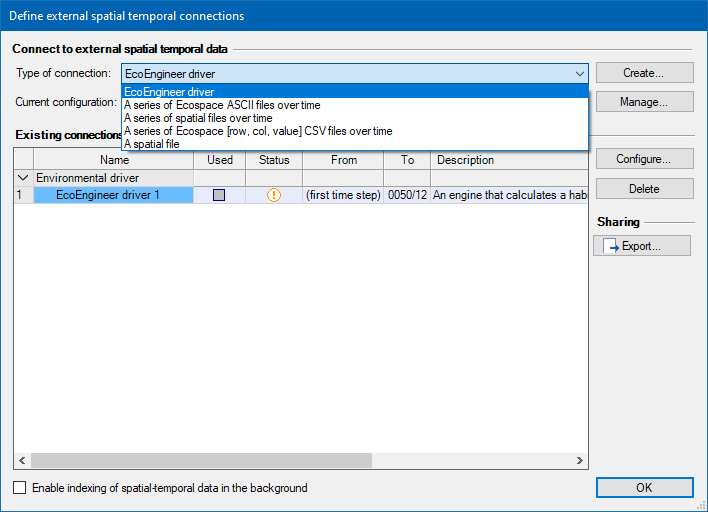 Define external spatial temporal connections
Connect to external spatial temporal data
Type of connection: EcoEngineer driver Create...
EcoEngineer driver
Current configuration: Manage...
A series of Ecospace ASCII files over time
A series of spatial files over time
A series of Ecospace [row, col, value] CSV files over time
A spatial file
Existing connections
Name Used Status From To Description Configure...
Environmental driver
Delete
1 EcoEngineer driver 1 (first time step) 0050/12 An engine that calculates a hab
Sharing
Export...
Enable indexing of spatial-temporal data in the background OK